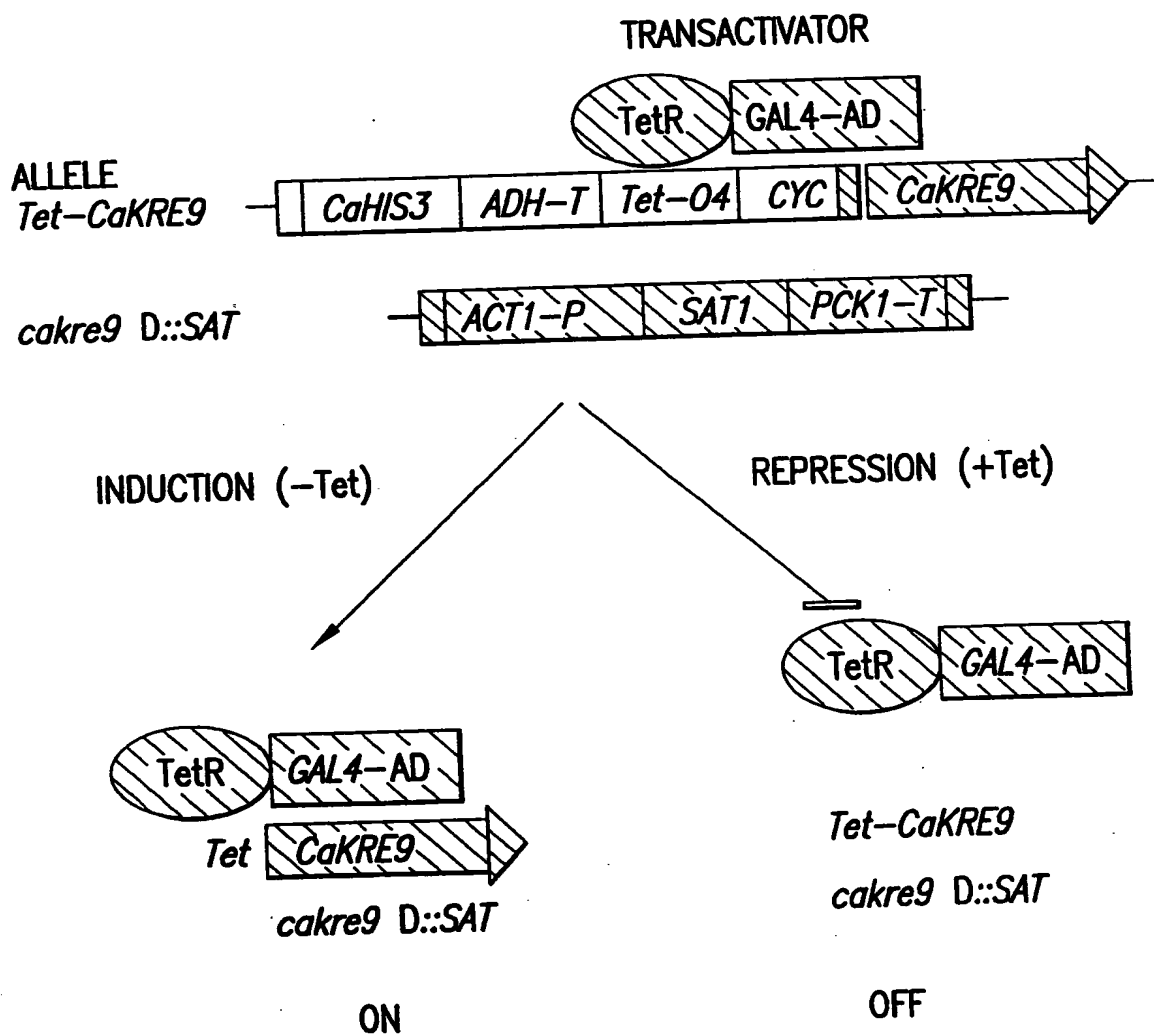 TRANSACTIVATOR
TetR GAL4-AD
ALLELE
Tet-CaKRE9
CaHIS3 ADH-T Tet-O4 CYC CaKRE9
cakre9 D::SAT
ACT1-P SAT1 PCK1-T
INDUCTION (-Tet)
REPRESSION (+Tet)
TetR GAL4-AD
Tet CaKRE9
cakre9 D::SAT
ON
TetR GAL4-AD
Tet-CaKRE9
cakre9 D::SAT
OFF